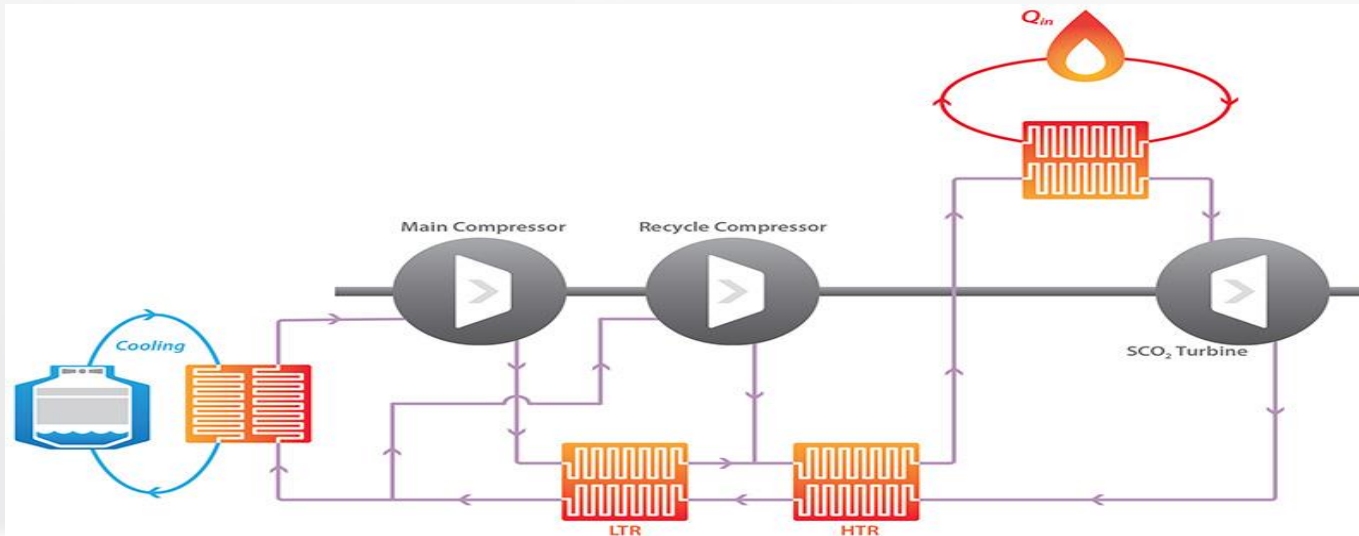 Qin
Main Compressor
Recycle Compressor
Cooling
SCO₂ Turbine
LTR
HTR